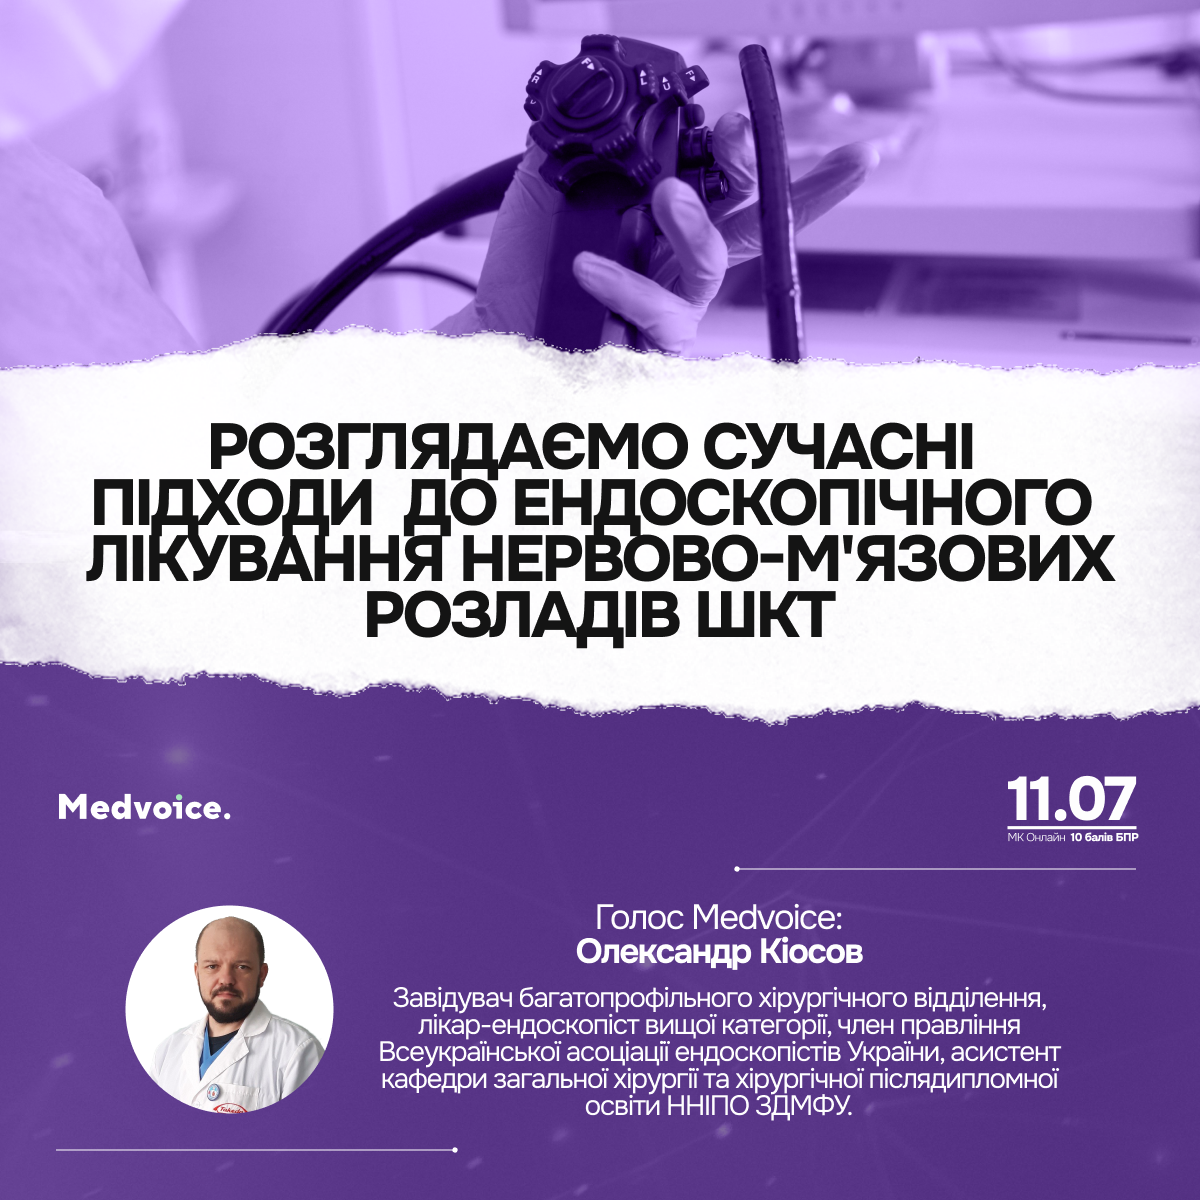 РОЗГЛЯДАЄМО СУЧАСНІ
ПІДХОДИ ДО ЕНДОСКОПІЧНОГО
ЛІКУВАННЯ НЕРВОВО-М'ЯЗОВИХ
РОЗЛАДІВ ШКТ
Medvoice.
11.07
МК Онлайн 10 балів БПР
Голос Medvoice:
Олександр Кіосов
Завідувач багатопрофільного хірургічного відділення,
лікар-ендоскопіст вищої категорії, член правління
Всеукраїнської асоціації ендоскопістів України, асистент
кафедри загальної хірургії та хірургічної післядипломної
освіти ННІПО ЗДМФУ.